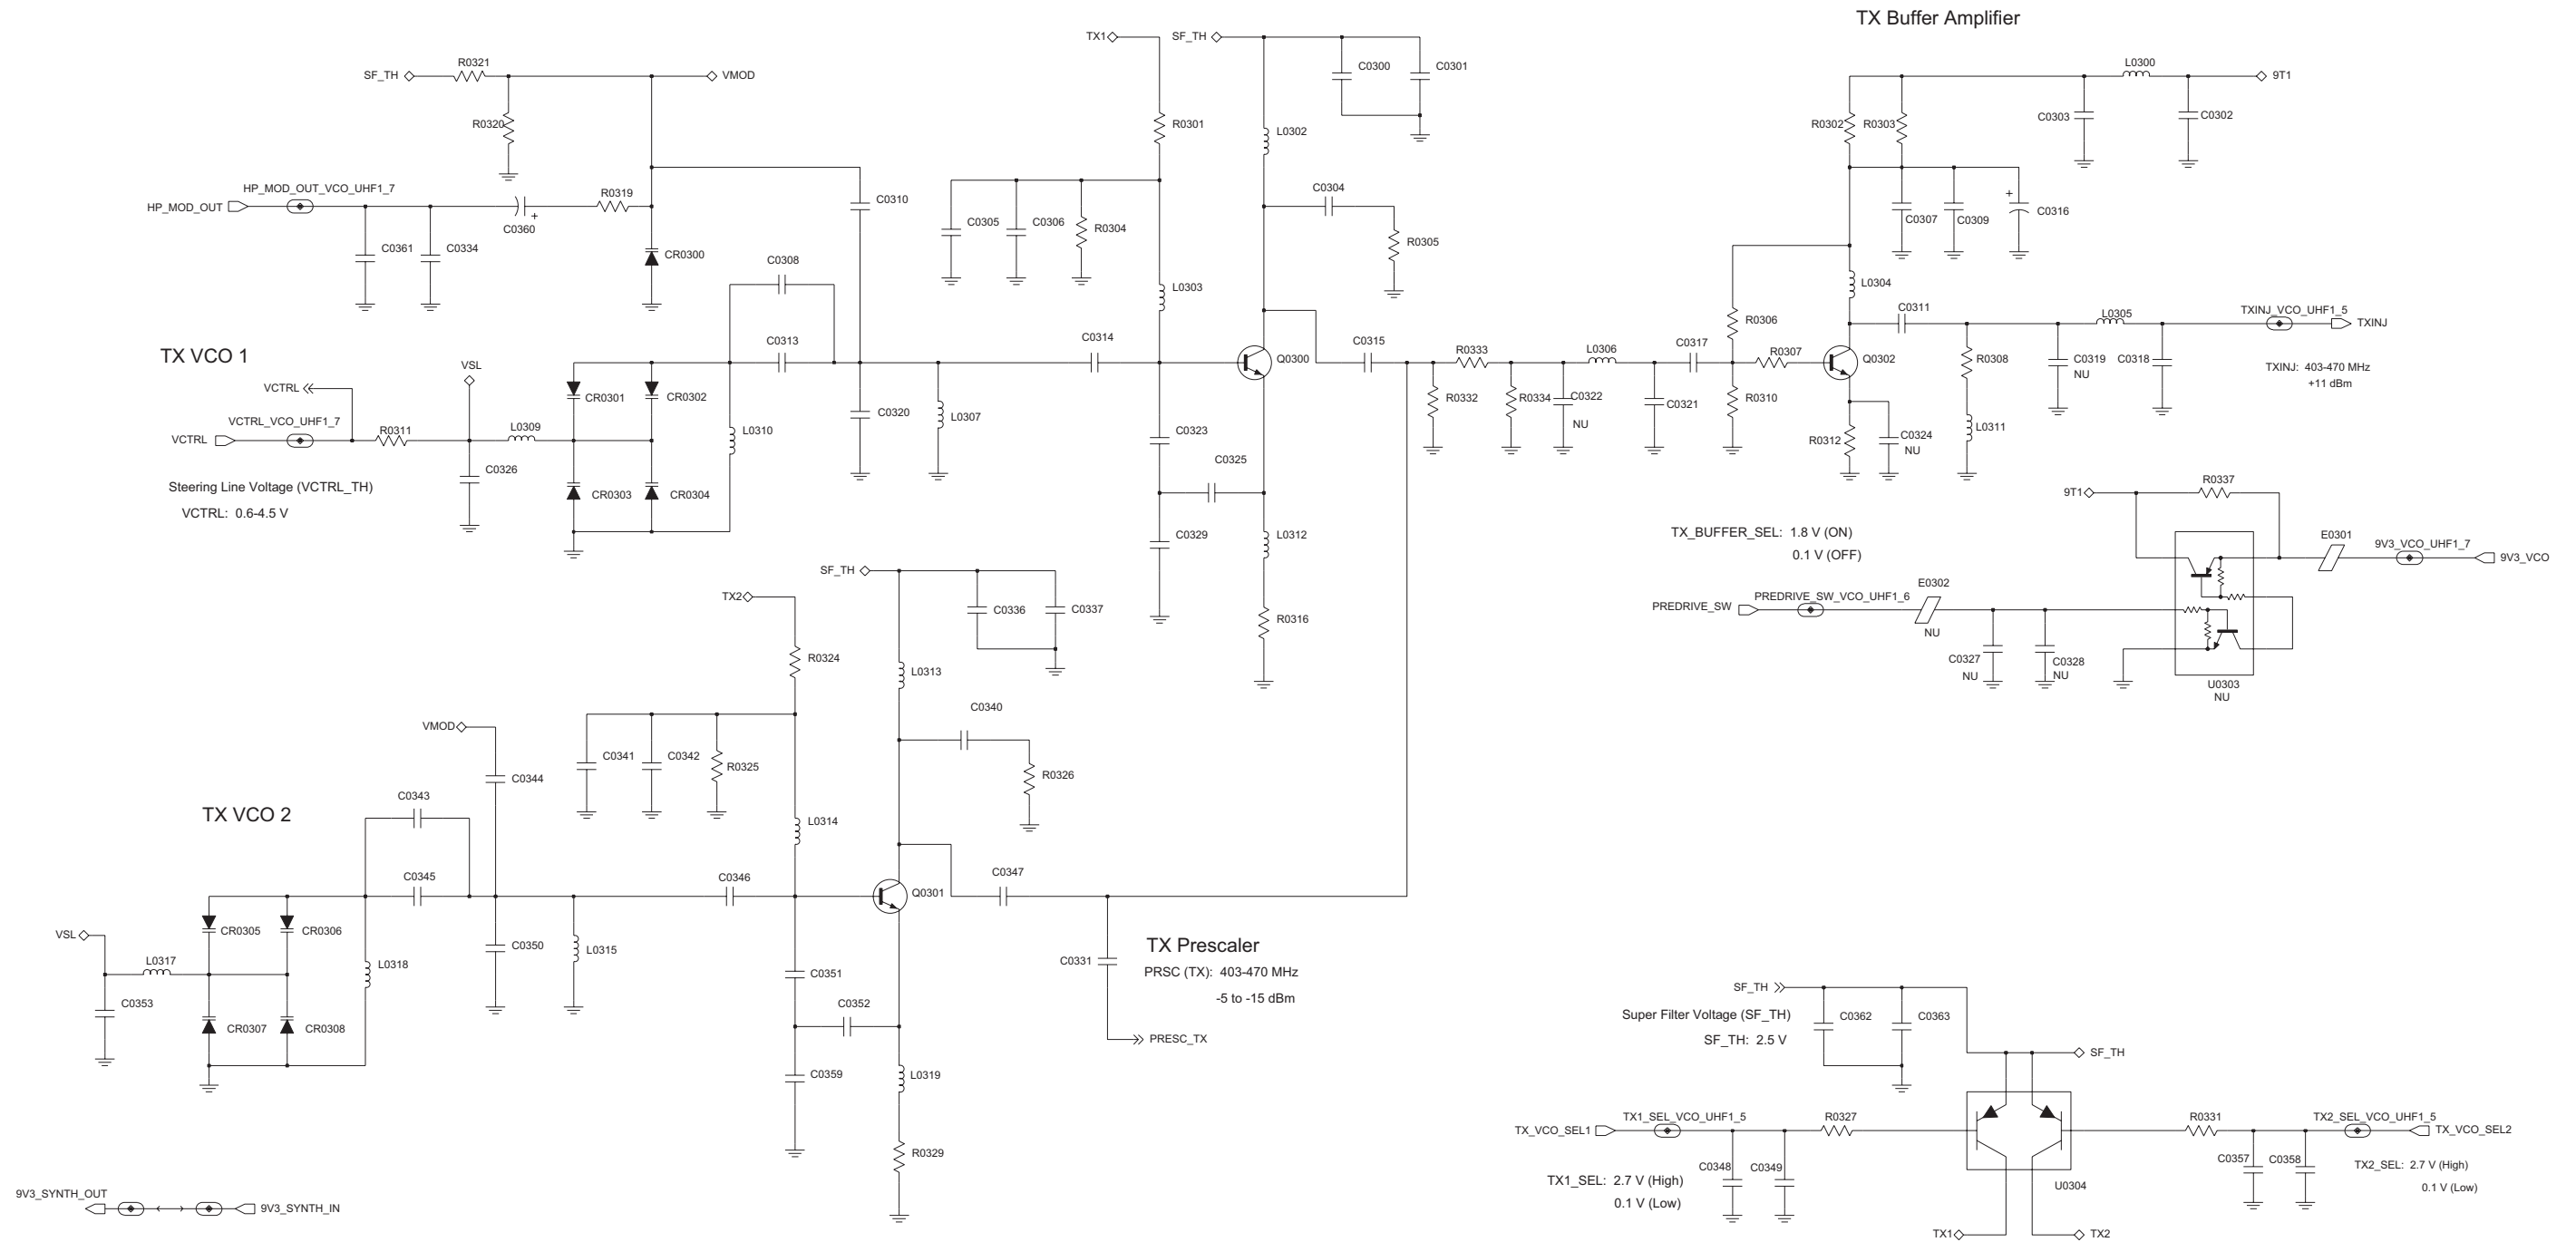 TX Buffer Amplifier
TX1
SF_TH
C0300
C0301
R0321
SF_TH
VMOD
L0300
9T1
R0320
R0301
L0302
R0302
R0303
C0303
C0302
HP_MOD_OUT_VCO_UHF1_7
HP_MOD_OUT
R0319
C0360
+
C0310
C0304
C0305
C0306
R0304
R0305
C0307
C0309
+
C0316
C0361
C0334
CR0300
C0308
L0303
L0304
TX VCO 1
C0313
C0314
Q0300
C0315
R0333
L0306
C0317
R0306
R0307
Q0302
C0311
L0305
TXINJ_VCO_UHF1_5
TXINJ
R0308
C0319
NU
C0318
TXINJ: 403-470 MHz
+11 dBm
VSL
VCTRL
CR0301
CR0302
VCTRL_VCO_UHF1_7
VCTRL
R0311
L0309
L0310
C0320
L0307
C0323
R0332
R0334
C0322
NU
C0321
R0310
R0312
C0324
NU
L0311
C0326
C0325
Steering Line Voltage (VCTRL_TH)
VCTRL: 0.6-4.5 V
CR0303
CR0304
C0329
L0312
9T1
R0337
TX_BUFFER_SEL: 1.8 V (ON)
0.1 V (OFF)
E0301
9V3_VCO_UHF1_7
9V3_VCO
SF_TH
TX2
C0336
C0337
R0316
PREDRIVE_SW
PREDRIVE_SW_VCO_UHF1_6
E0302
NU
C0327
NU
C0328
NU
U0303
NU
R0324
L0313
VMOD
C0340
C0344
C0341
C0342
R0325
R0326
TX VCO 2
C0343
L0314
C0345
C0346
Q0301
C0347
VSL
CR0305
CR0306
L0317
L0318
C0350
L0315
C0351
TX Prescaler
PRSC (TX): 403-470 MHz
-5 to -15 dBm
C0331
C0353
CR0307
CR0308
C0352
PRESC_TX
SF_TH
Super Filter Voltage (SF_TH)
SF_TH: 2.5 V
C0362
C0363
SF_TH
C0359
L0319
TX_VCO_SEL1
TX1_SEL_VCO_UHF1_5
R0327
R0331
TX2_SEL_VCO_UHF1_5
TX_VCO_SEL2
R0329
C0348
C0349
C0357
C0358
TX1_SEL: 2.7 V (High)
0.1 V (Low)
U0304
TX2_SEL: 2.7 V (High)
0.1 V (Low)
9V3_SYNTH_OUT
9V3_SYNTH_IN
TX1
TX2